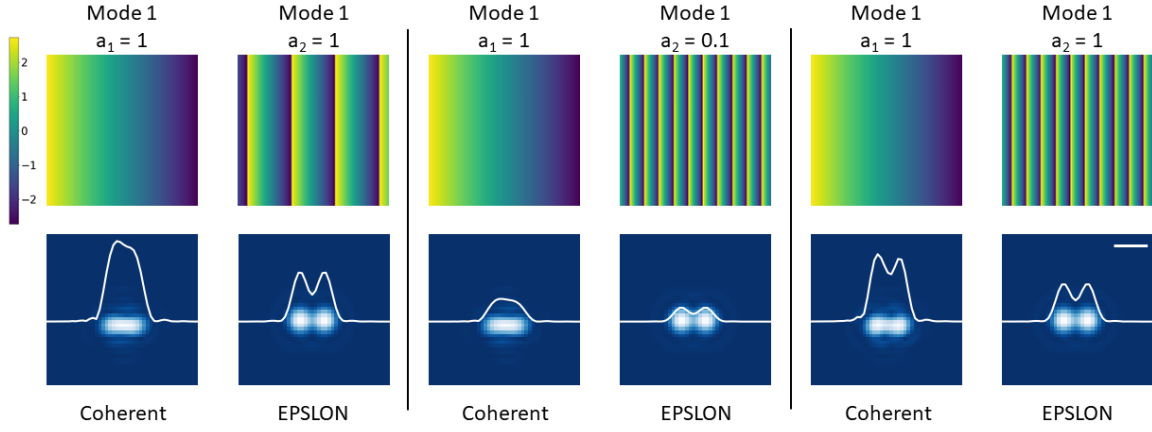 Mode 1 Mode 1 Mode 1 Mode 1 Mode 1 Mode 1
a₁ = 1 a₂ = 1 a₁ = 1 a₂ = 0.1 a₁ = 1 a₂ = 1
2
1
0
−1
−2
Coherent EPSLON Coherent EPSLON Coherent EPSLON